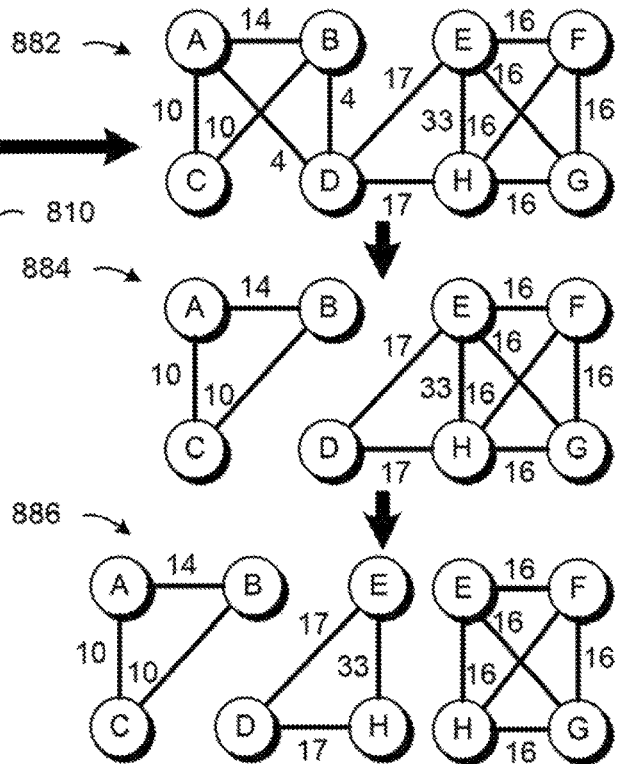 882 A 14 B E 16 F
10 10 4 4 17 33 16 16 16
C D 17 H 16 G
810
884 A 14 B E 16 F
10 10 17 33 16 16 16
C D 17 H 16 G
886
A 14 B E E 16 F
10 10 17 33 16 16 16
C D 17 H H 16 G